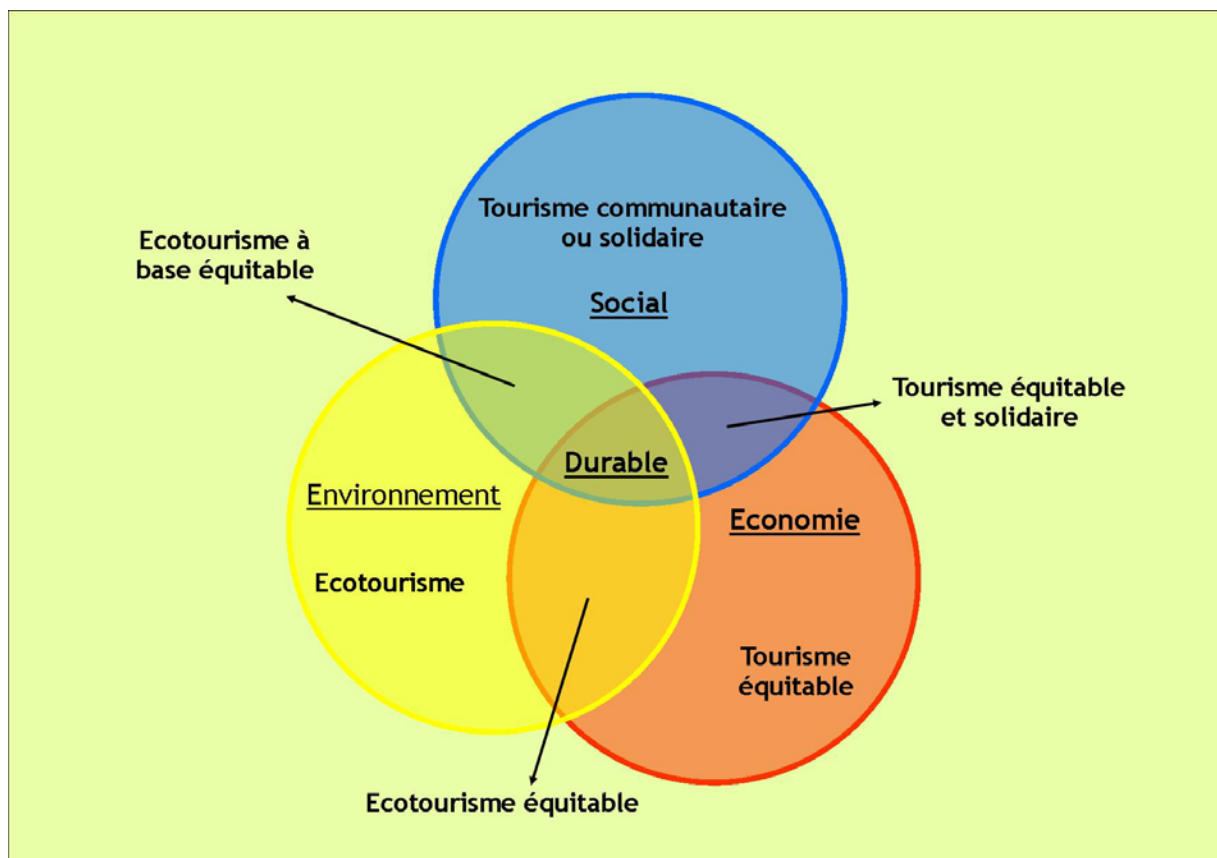 Tourisme communautaire
ou solidaire
Social
Ecotourisme à
base équitable
Tourisme équitable
et solidaire
Durable
Environnement
Economie
Ecotourisme
Tourisme
équitable
Ecotourisme équitable